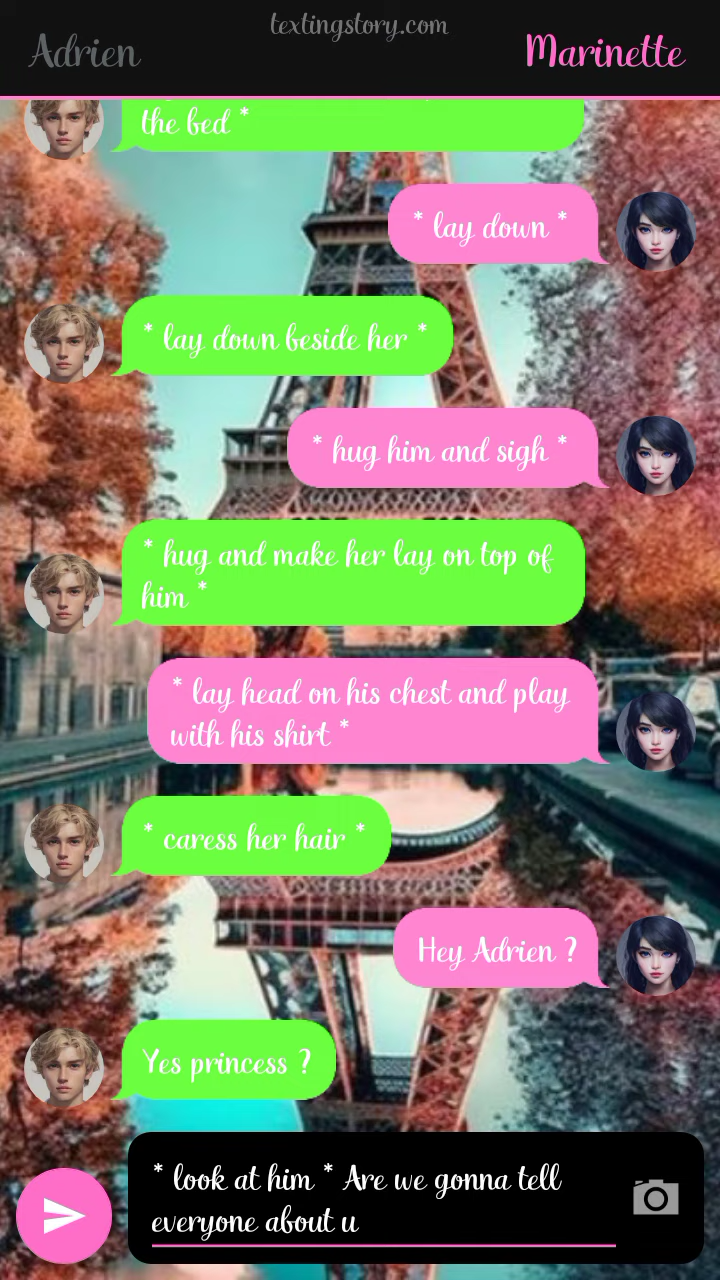 textingstory.com
Adrien
Marinette
the bed *
* lay down *
* lay down beside her *
* hug him and sigh *
* hug and make her lay on top of
him *
* lay head on his chest and play
with his shirt *
* caress her hair *
Hey Adrien ?
Yes princess ?
* look at him * Are we gonna tell
everyone about u